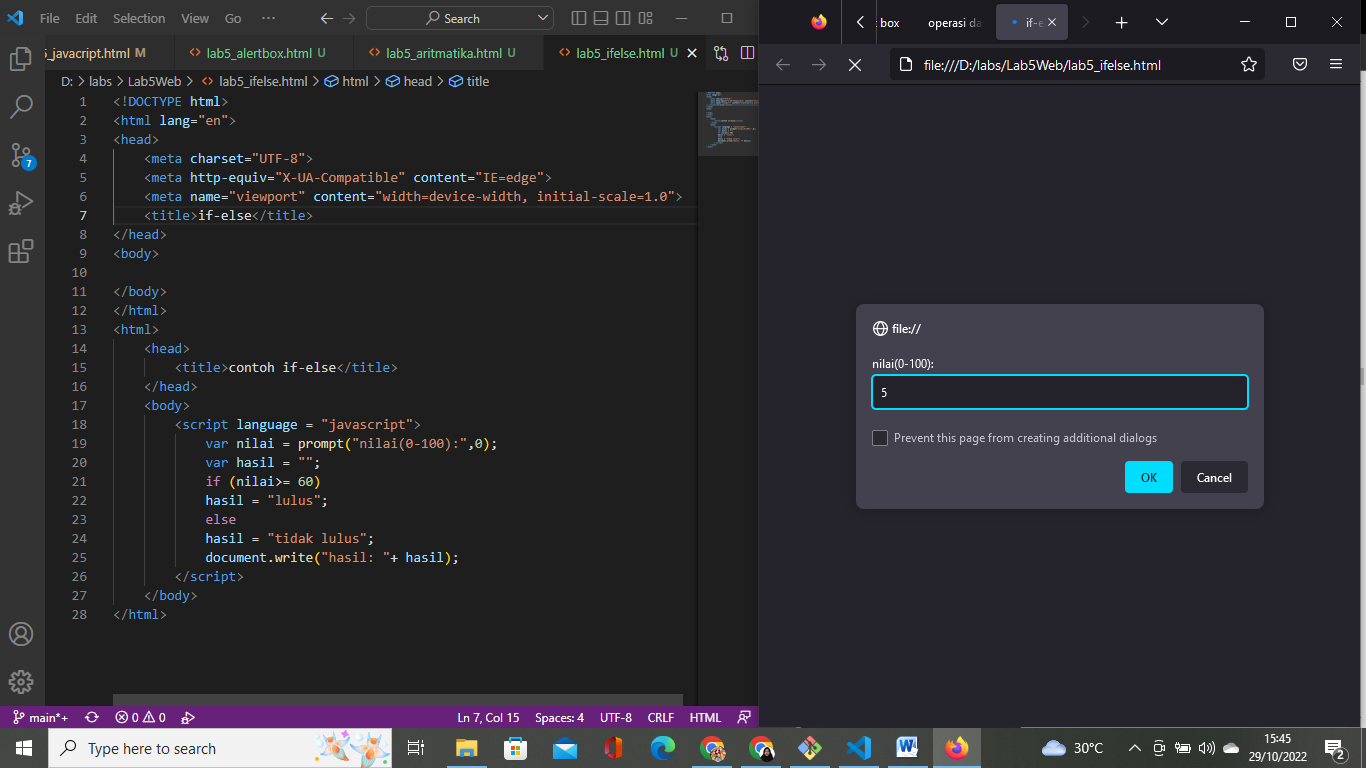 File Edit Selection View Go ··· Search
5_javacript.html M lab5_alertbox.html U lab5_aritmatika.html U lab5_ifelse.html U
D: > labs > Lab5Web > lab5_ifelse.html > html > head > title
1 <!DOCTYPE html>
2 <html lang="en">
3 <head>
4 <meta charset="UTF-8">
5 <meta http-equiv="X-UA-Compatible" content="IE=edge">
6 <meta name="viewport" content="width=device-width, initial-scale=1.0">
7 <title>if-else</title>
8 </head>
9 <body>
10
11 </body>
12 </html>
13 <html>
14 <head>
15 <title>contoh if-else</title>
16 </head>
17 <body>
18 <script language = "javascript">
19 var nilai = prompt("nilai(0-100):",0);
20 var hasil = "";
21 if (nilai>= 60)
22 hasil = "lulus";
23 else
24 hasil = "tidak lulus";
25 document.write("hasil: "+ hasil);
26 </script>
27 </body>
28 </html>
7
main*+ 0 0 Ln 7, Col 15 Spaces: 4 UTF-8 CRLF HTML
box operasi da if-e
file:///D:/labs/Lab5Web/lab5_ifelse.html
file://
nilai(0-100):
5
Prevent this page from creating additional dialogs
OK Cancel
Type here to search 30°C 15:45
29/10/2022 2